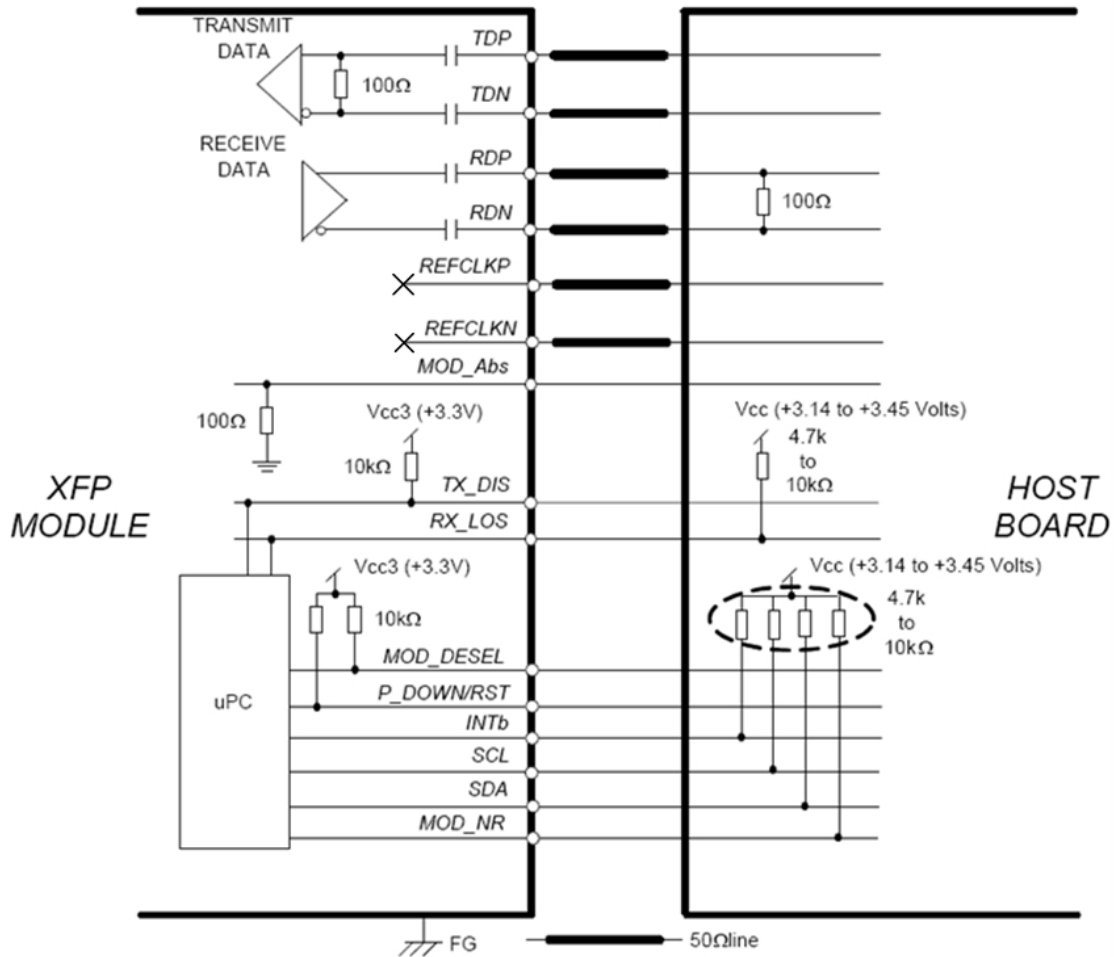 TRANSMIT
DATA
TDP
100Ω
TDN
RECEIVE
DATA
RDP
100Ω
RDN
REFCLKP
REFCLKN
MOD_Abs
100Ω
Vcc3 (+3.3V)
10kΩ
Vcc (+3.14 to +3.45 Volts)
4.7k
to
10kΩ
XFP
MODULE
TX_DIS
RX_LOS
HOST
BOARD
Vcc3 (+3.3V)
10kΩ
Vcc (+3.14 to +3.45 Volts)
4.7k
to
10kΩ
uPC
MOD_DESEL
P_DOWN/RST
INTb
SCL
SDA
MOD_NR
FG
50Ωline